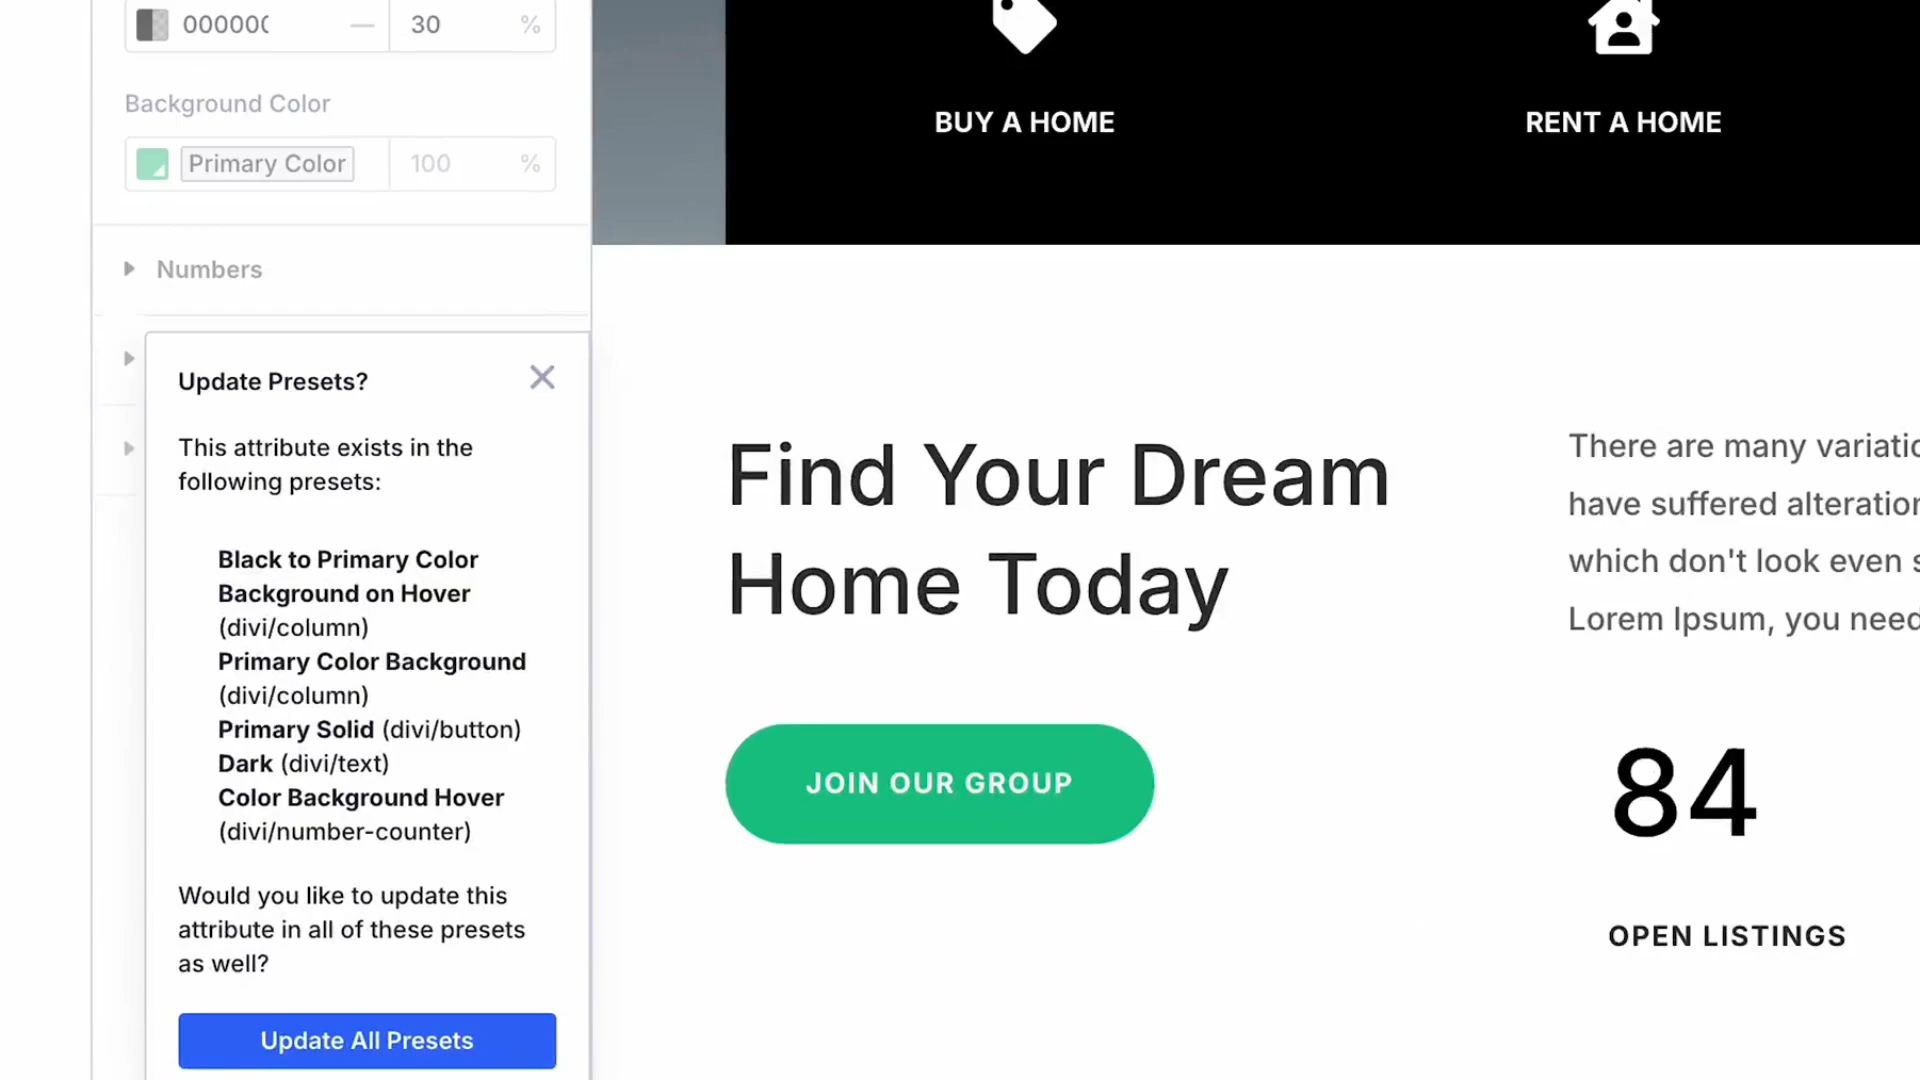 000000
30
%
Background Color
Primary Color
100
%
Numbers
Update Presets?
This attribute exists in the
following presets:
Black to Primary Color
Background on Hover
(divi/column)
Primary Color Background
(divi/column)
Primary Solid (divi/button)
Dark (divi/text)
Color Background Hover
(divi/number-counter)
Would you like to update this
attribute in all of these presets
as well?
Update All Presets
BUY A HOME
RENT A HOME
Find Your Dream
Home Today
JOIN OUR GROUP
There are many
have suffered
which don't look even
Lorem Ipsum, you need
84
OPEN LISTINGS